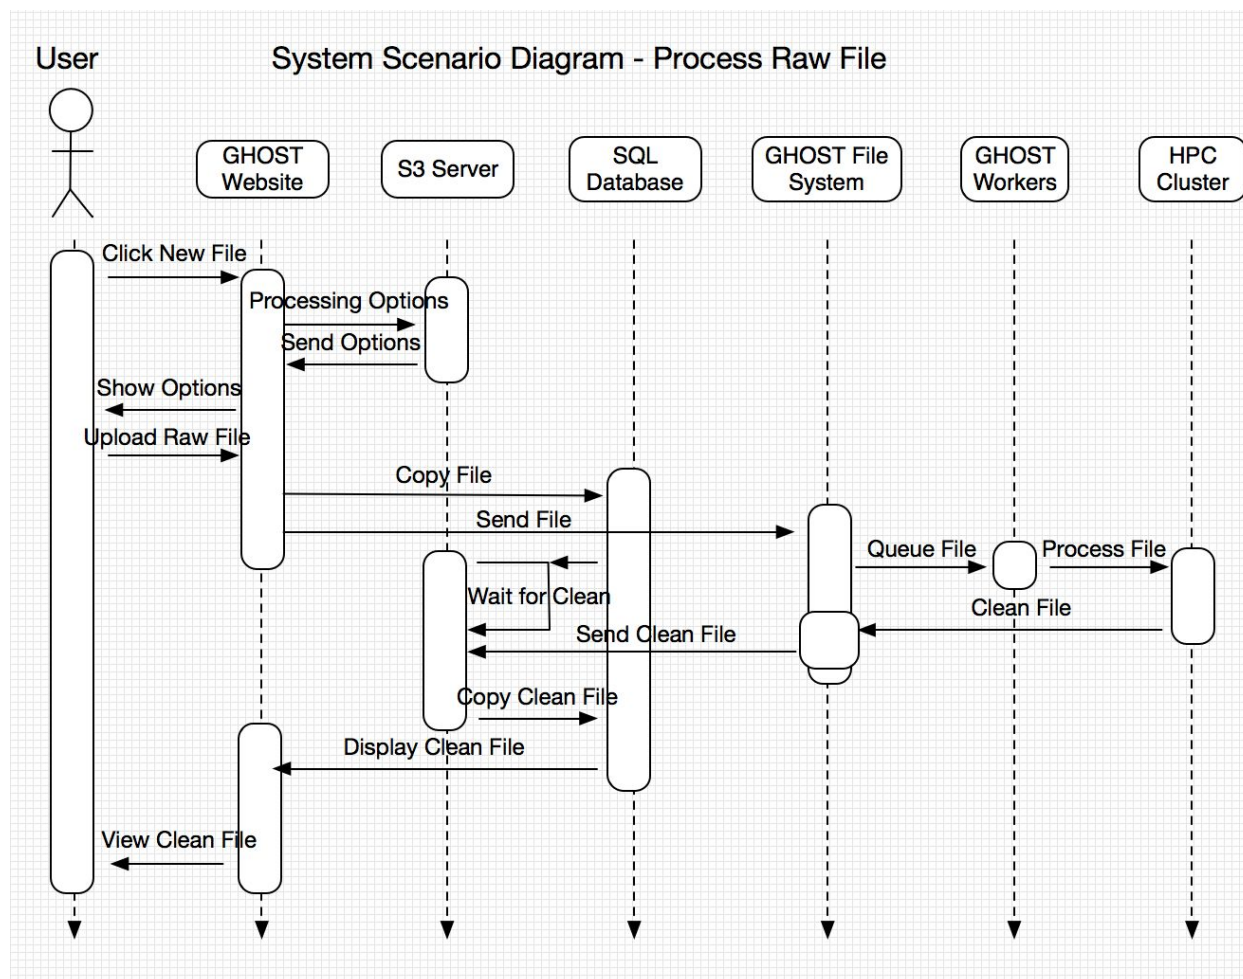 User
System Scenario Diagram - Process Raw File
GHOST
Website
S3 Server
SQL
Database
GHOST File
System
GHOST
Workers
HPC
Cluster
Click New File
Processing Options
Send Options
Show Options
Upload Raw File
Copy File
Send File
Queue File
Process File
Wait for Clean
Clean File
Send Clean File
Copy Clean File
Display Clean File
View Clean File